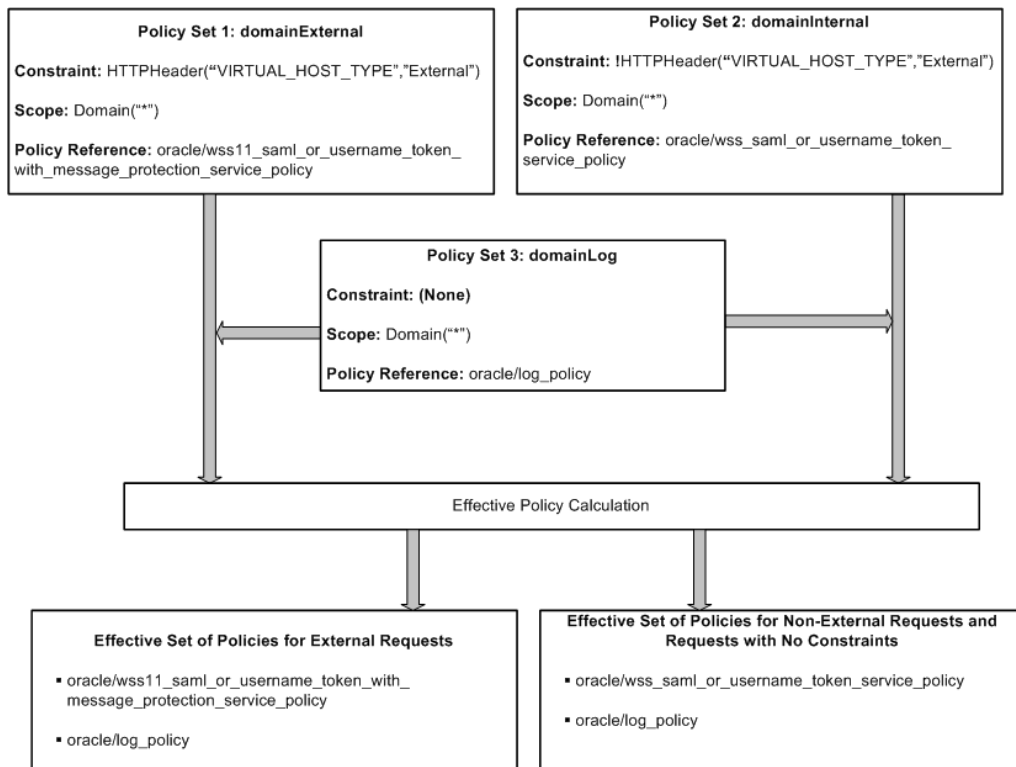 Policy Set 1: domainExternal
Constraint: HTTPHeader(“VIRTUAL_HOST_TYPE”,”External”)
Scope: Domain(“*”)
Policy Reference: oracle/wss11_saml_or_username_token_
with_message_protection_service_policy
Policy Set 2: domainInternal
Constraint: !HTTPHeader(“VIRTUAL_HOST_TYPE”,”External”)
Scope: Domain(“*”)
Policy Reference: oracle/wss_saml_or_username_token_
service_policy
Policy Set 3: domainLog
Constraint: (None)
Scope: Domain(“*”)
Policy Reference: oracle/log_policy
Effective Policy Calculation
Effective Set of Policies for External Requests
▪ oracle/wss11_saml_or_username_token_with_
message_protection_service_policy
▪ oracle/log_policy
Effective Set of Policies for Non-External Requests and
Requests with No Constraints
▪ oracle/wss_saml_or_username_token_service_policy
▪ oracle/log_policy